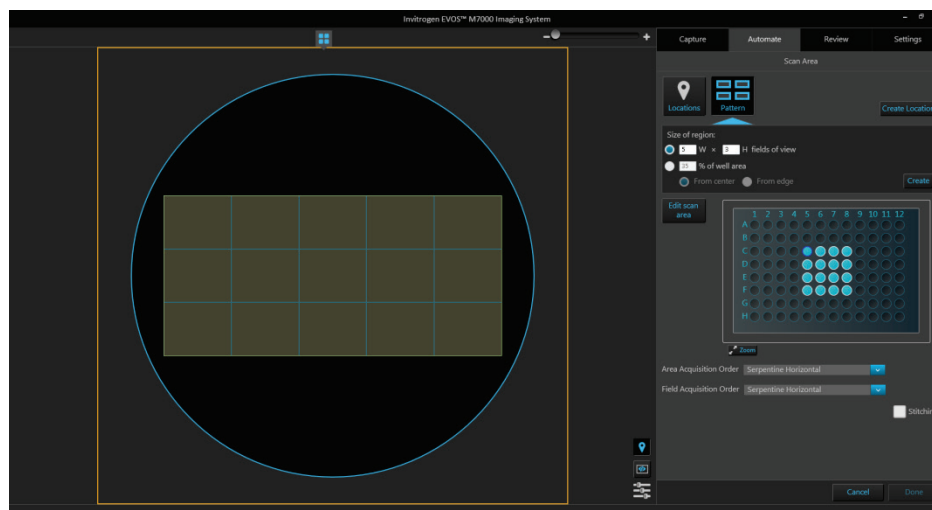 Invitrogen EVOS™ M7000 Imaging System
Capture Automate Review Settings
Scan Area
Locations Pattern
Create Location
Size of region:
5 W × 3 H fields of view
35 % of well area
From center From edge
Create
Edit scan
area
1 2 3 4 5 6 7 8 9 10 11 12
A
B
C
D
E
F
G
H
Zoom
Area Acquisition Order Serpentine Horizontal
Field Acquisition Order Serpentine Horizontal
Stitchin
Cancel Done